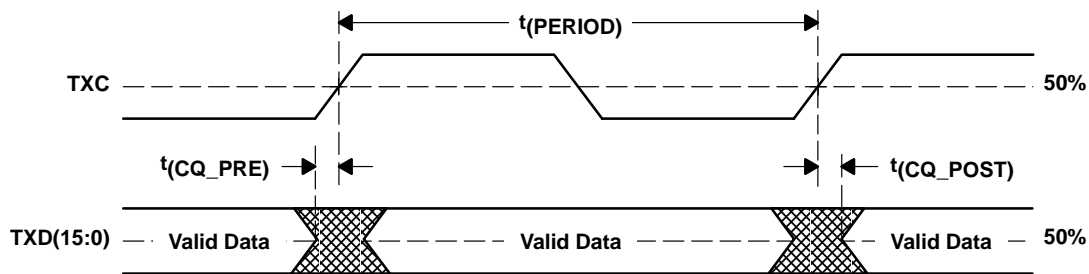 t(PERIOD)
TXC
50%
t(CQ_PRE)
t(CQ_POST)
TXD(15:0)
Valid Data
Valid Data
Valid Data
50%